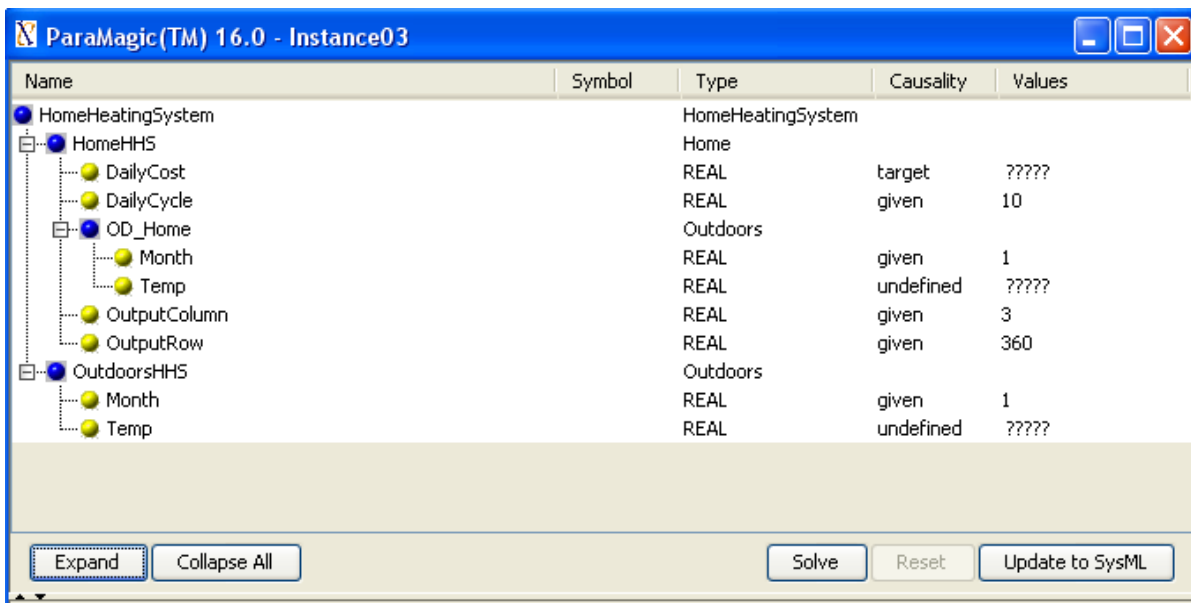 ParaMagic(TM) 16.0 - Instance03
Name Symbol Type Causality Values
HomeHeatingSystem HomeHeatingSystem
HomeHHS Home
DailyCost REAL target ?????
DailyCycle REAL given 10
OD_Home Outdoors
Month REAL given 1
Temp REAL undefined ?????
OutputColumn REAL given 3
OutputRow REAL given 360
OutdoorsHHS Outdoors
Month REAL given 1
Temp REAL undefined ?????
Expand Collapse All Solve Reset Update to SysML